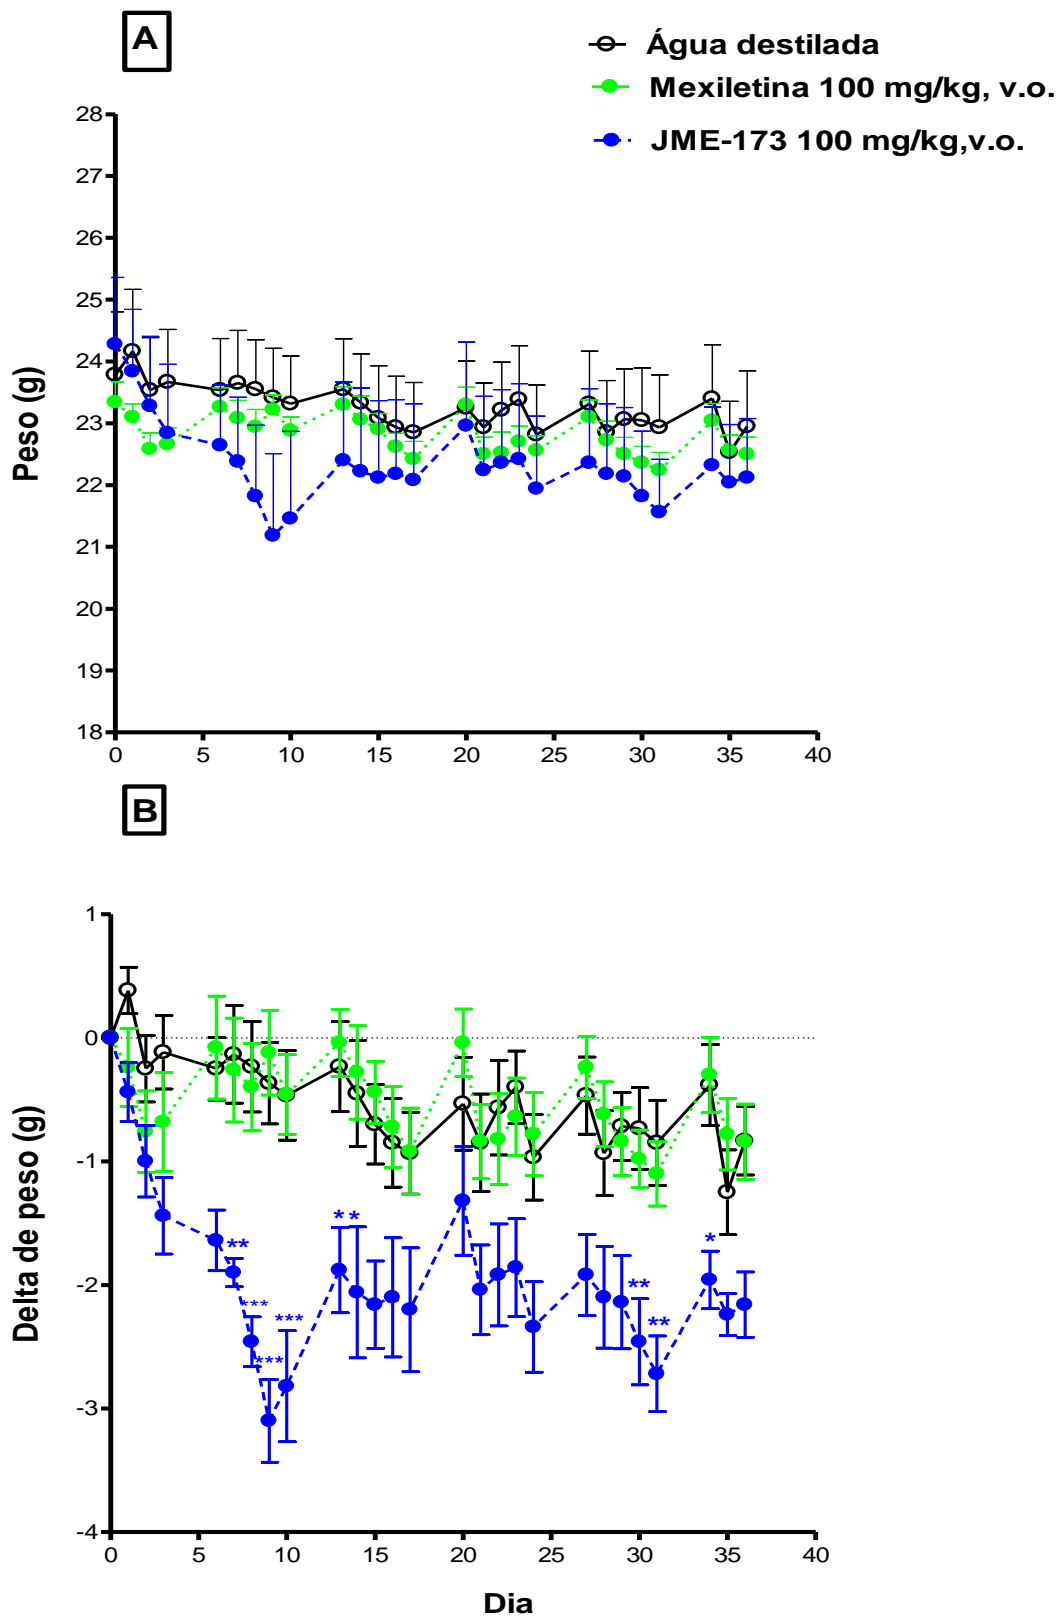 A
Água destilada
Mexiletina 100 mg/kg, v.o.
JME-173 100 mg/kg,v.o.
28
27
26
25
24
23
22
21
20
19
18
Peso (g)
0 5 10 15 20 25 30 35 40
B
1
0
-1
-2
-3
-4
Delta de peso (g)
** *** *** *** * * ** ** *
0 5 10 15 20 25 30 35 40
Dia